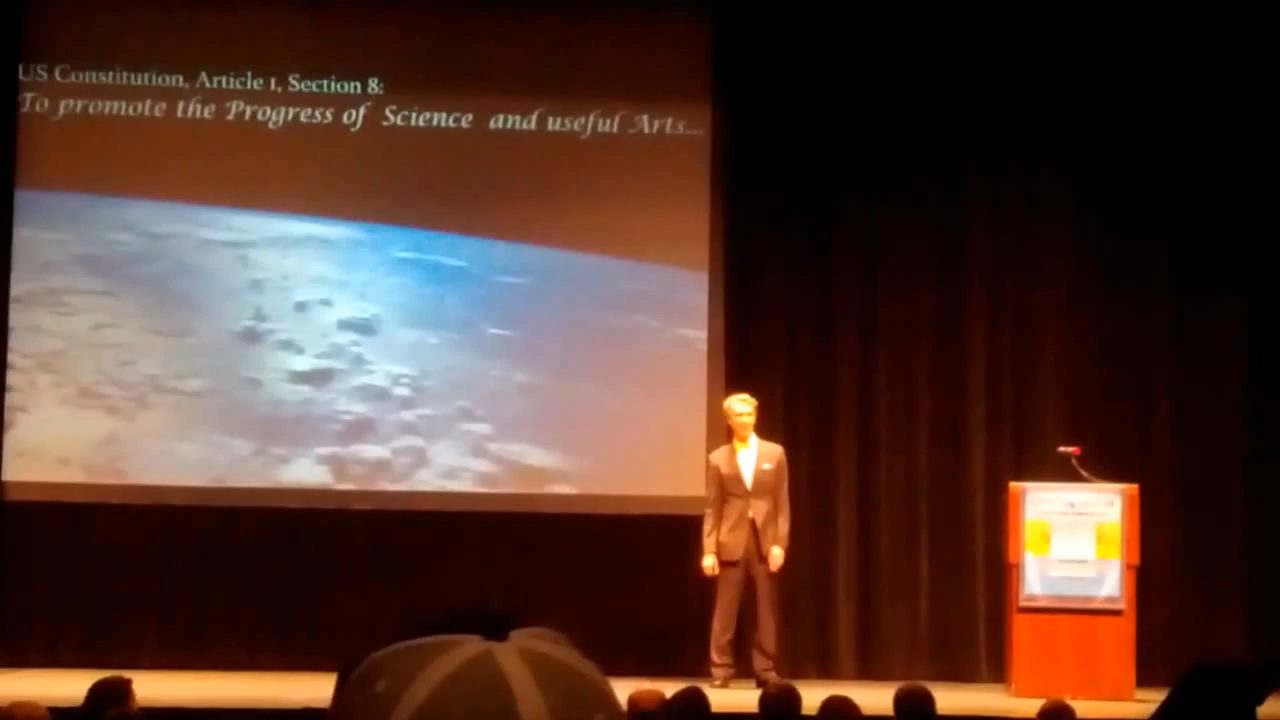 US Constitution, Article 1, Section 8:
To promote the Progress of Science and useful Arts...